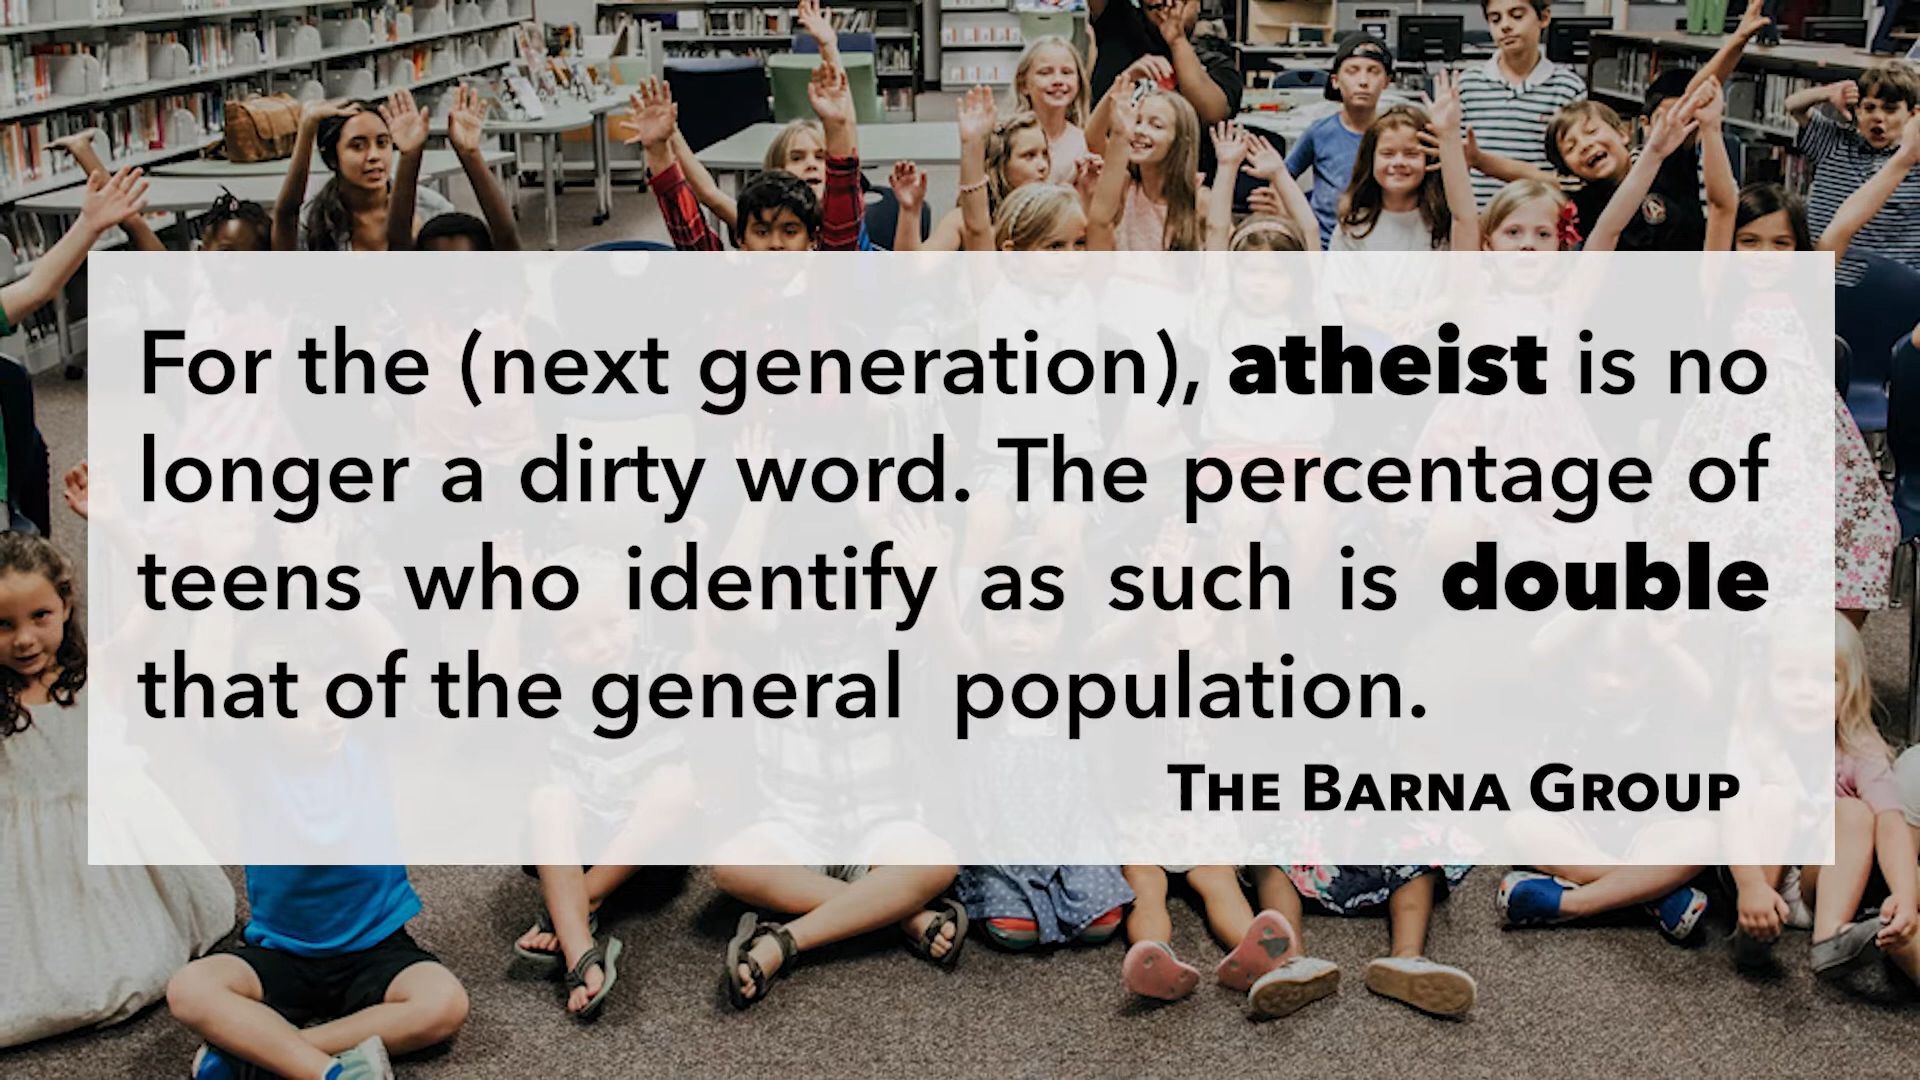 For the (next generation), atheist is no
longer a dirty word. The percentage of
teens who identify as such is double
that of the general  population.
The Barna Group